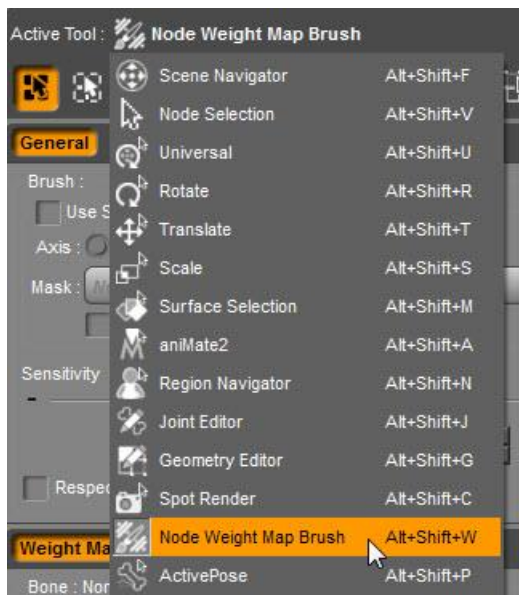 Active Tool : Node Weight Map Brush
Scene Navigator Alt+Shift+F
Node Selection Alt+Shift+V
General
Universal Alt+Shift+U
Brush :
Rotate Alt+Shift+R
Use
Translate Alt+Shift+T
Axis :
Scale Alt+Shift+S
Mask :
Surface Selection Alt+Shift+M
aniMate2 Alt+Shift+A
Sensitivity
Region Navigator Alt+Shift+N
Joint Editor Alt+Shift+J
Geometry Editor Alt+Shift+G
Respec
Spot Render Alt+Shift+C
Node Weight Map Brush Alt+Shift+W
Weight Ma
ActivePose Alt+Shift+P
Bone : Non